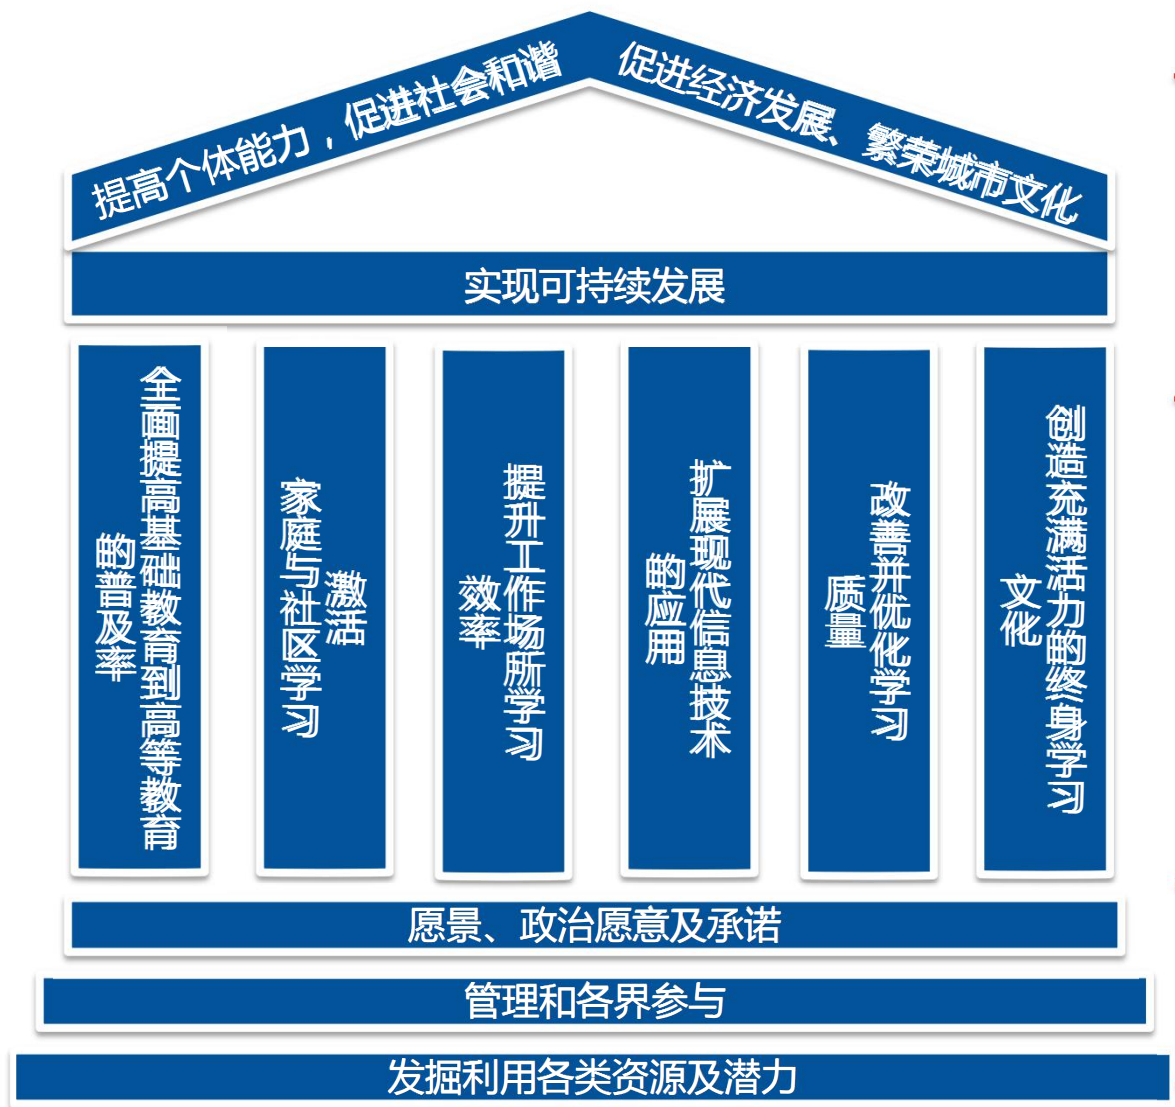 提高个体能力，促进社会和谐
促进经济发展、繁荣城市文化
实现可持续发展
全面提高基础教育到高等教育
的普及率
激活
家庭与社区学习
提升工作场所学习
效率
扩展现代信息技术
的应用
改善并优化学习
质量
创造充满活力的终身学习
文化
愿景、政治愿意及承诺
管理和各界参与
发掘利用各类资源及潜力